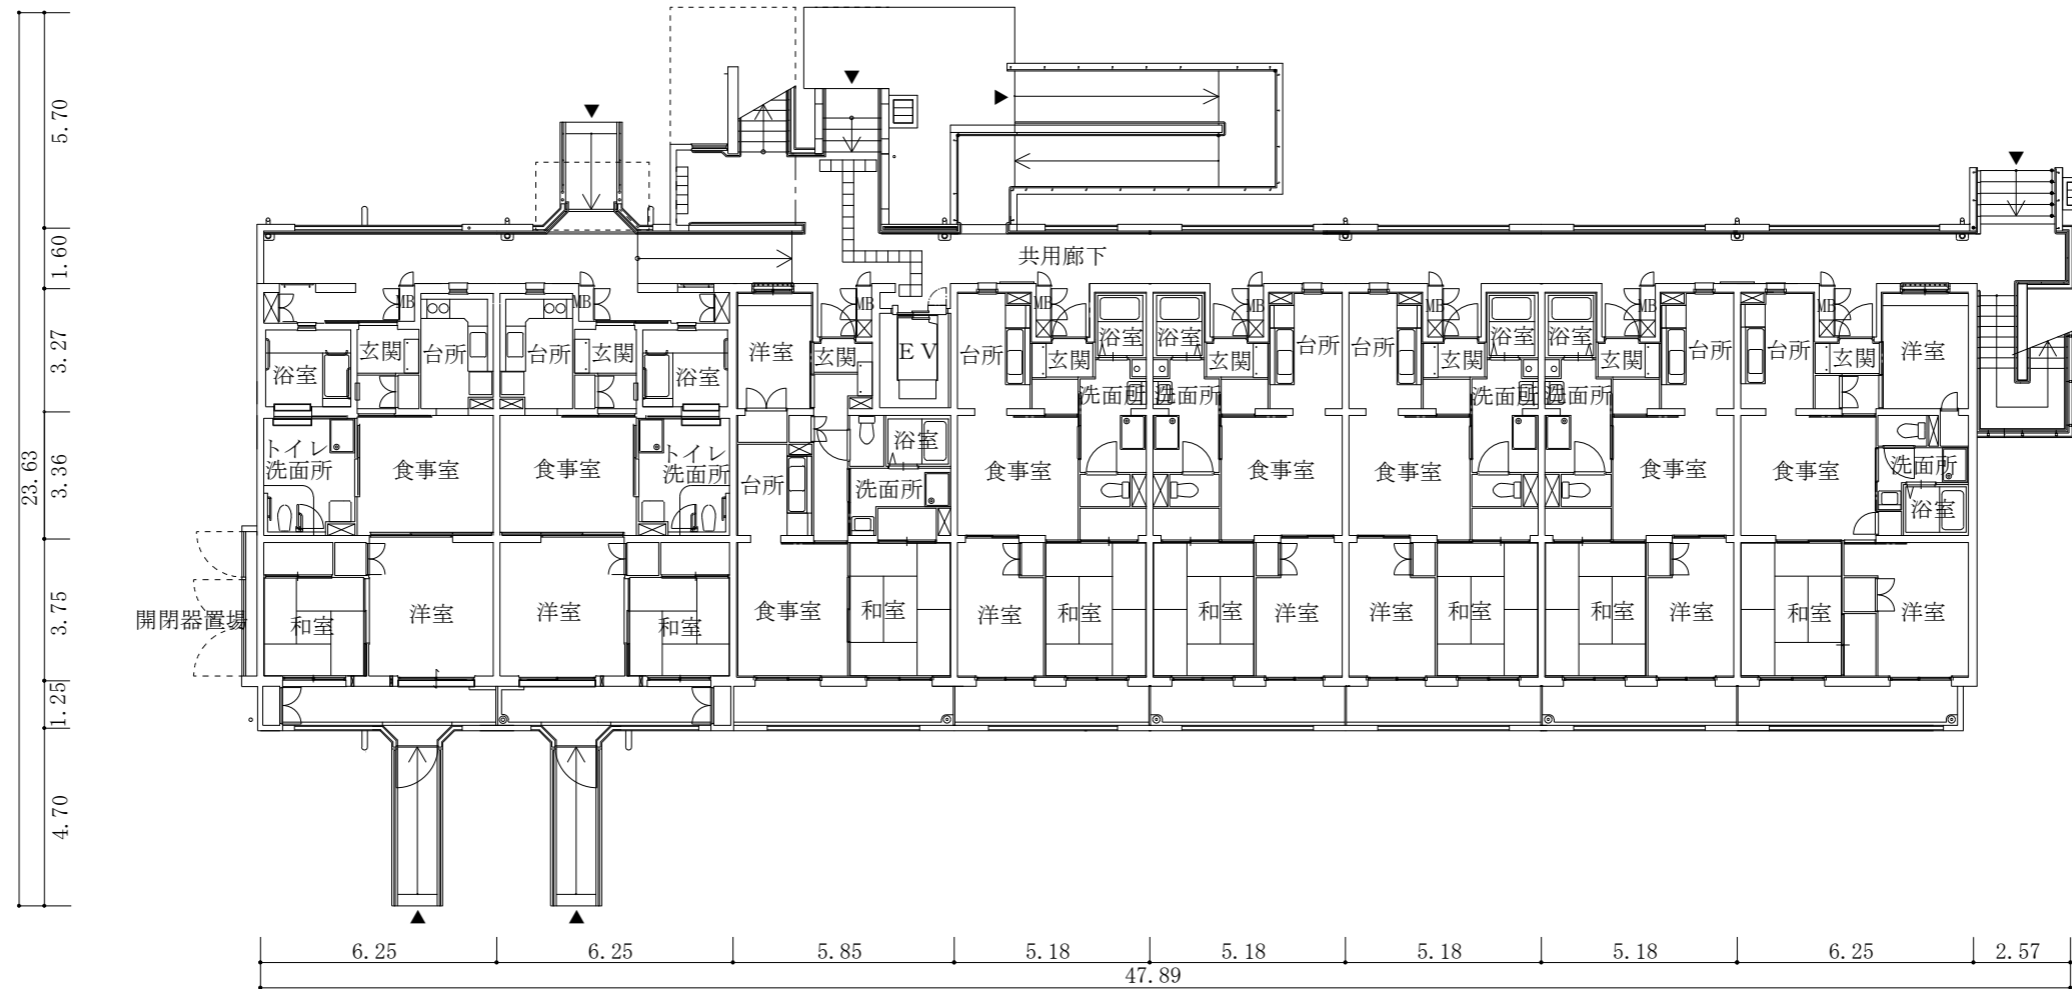 5.70
1.60
3.27
3.36
3.75
1.25
4.70
23.63
共用廊下
MB
MB
MB
MB
MB
MB
MB
MB
浴室
玄関
台所
台所
玄関
浴室
洋室
玄関
EV
台所
玄関
浴室
浴室
玄関
台所
台所
玄関
浴室
浴室
玄関
台所
台所
玄関
洋室
洗面所
洗面所
洗面所
洗面所
トイレ
洗面所
食事室
食事室
トイレ
洗面所
台所
浴室
洗面所
食事室
食事室
食事室
食事室
食事室
洗面所
浴室
開閉器置場
和室
洋室
洋室
和室
食事室
和室
洋室
和室
和室
洋室
洋室
和室
和室
洋室
和室
洋室
6.25
6.25
5.85
5.18
5.18
5.18
5.18
6.25
2.57
47.89